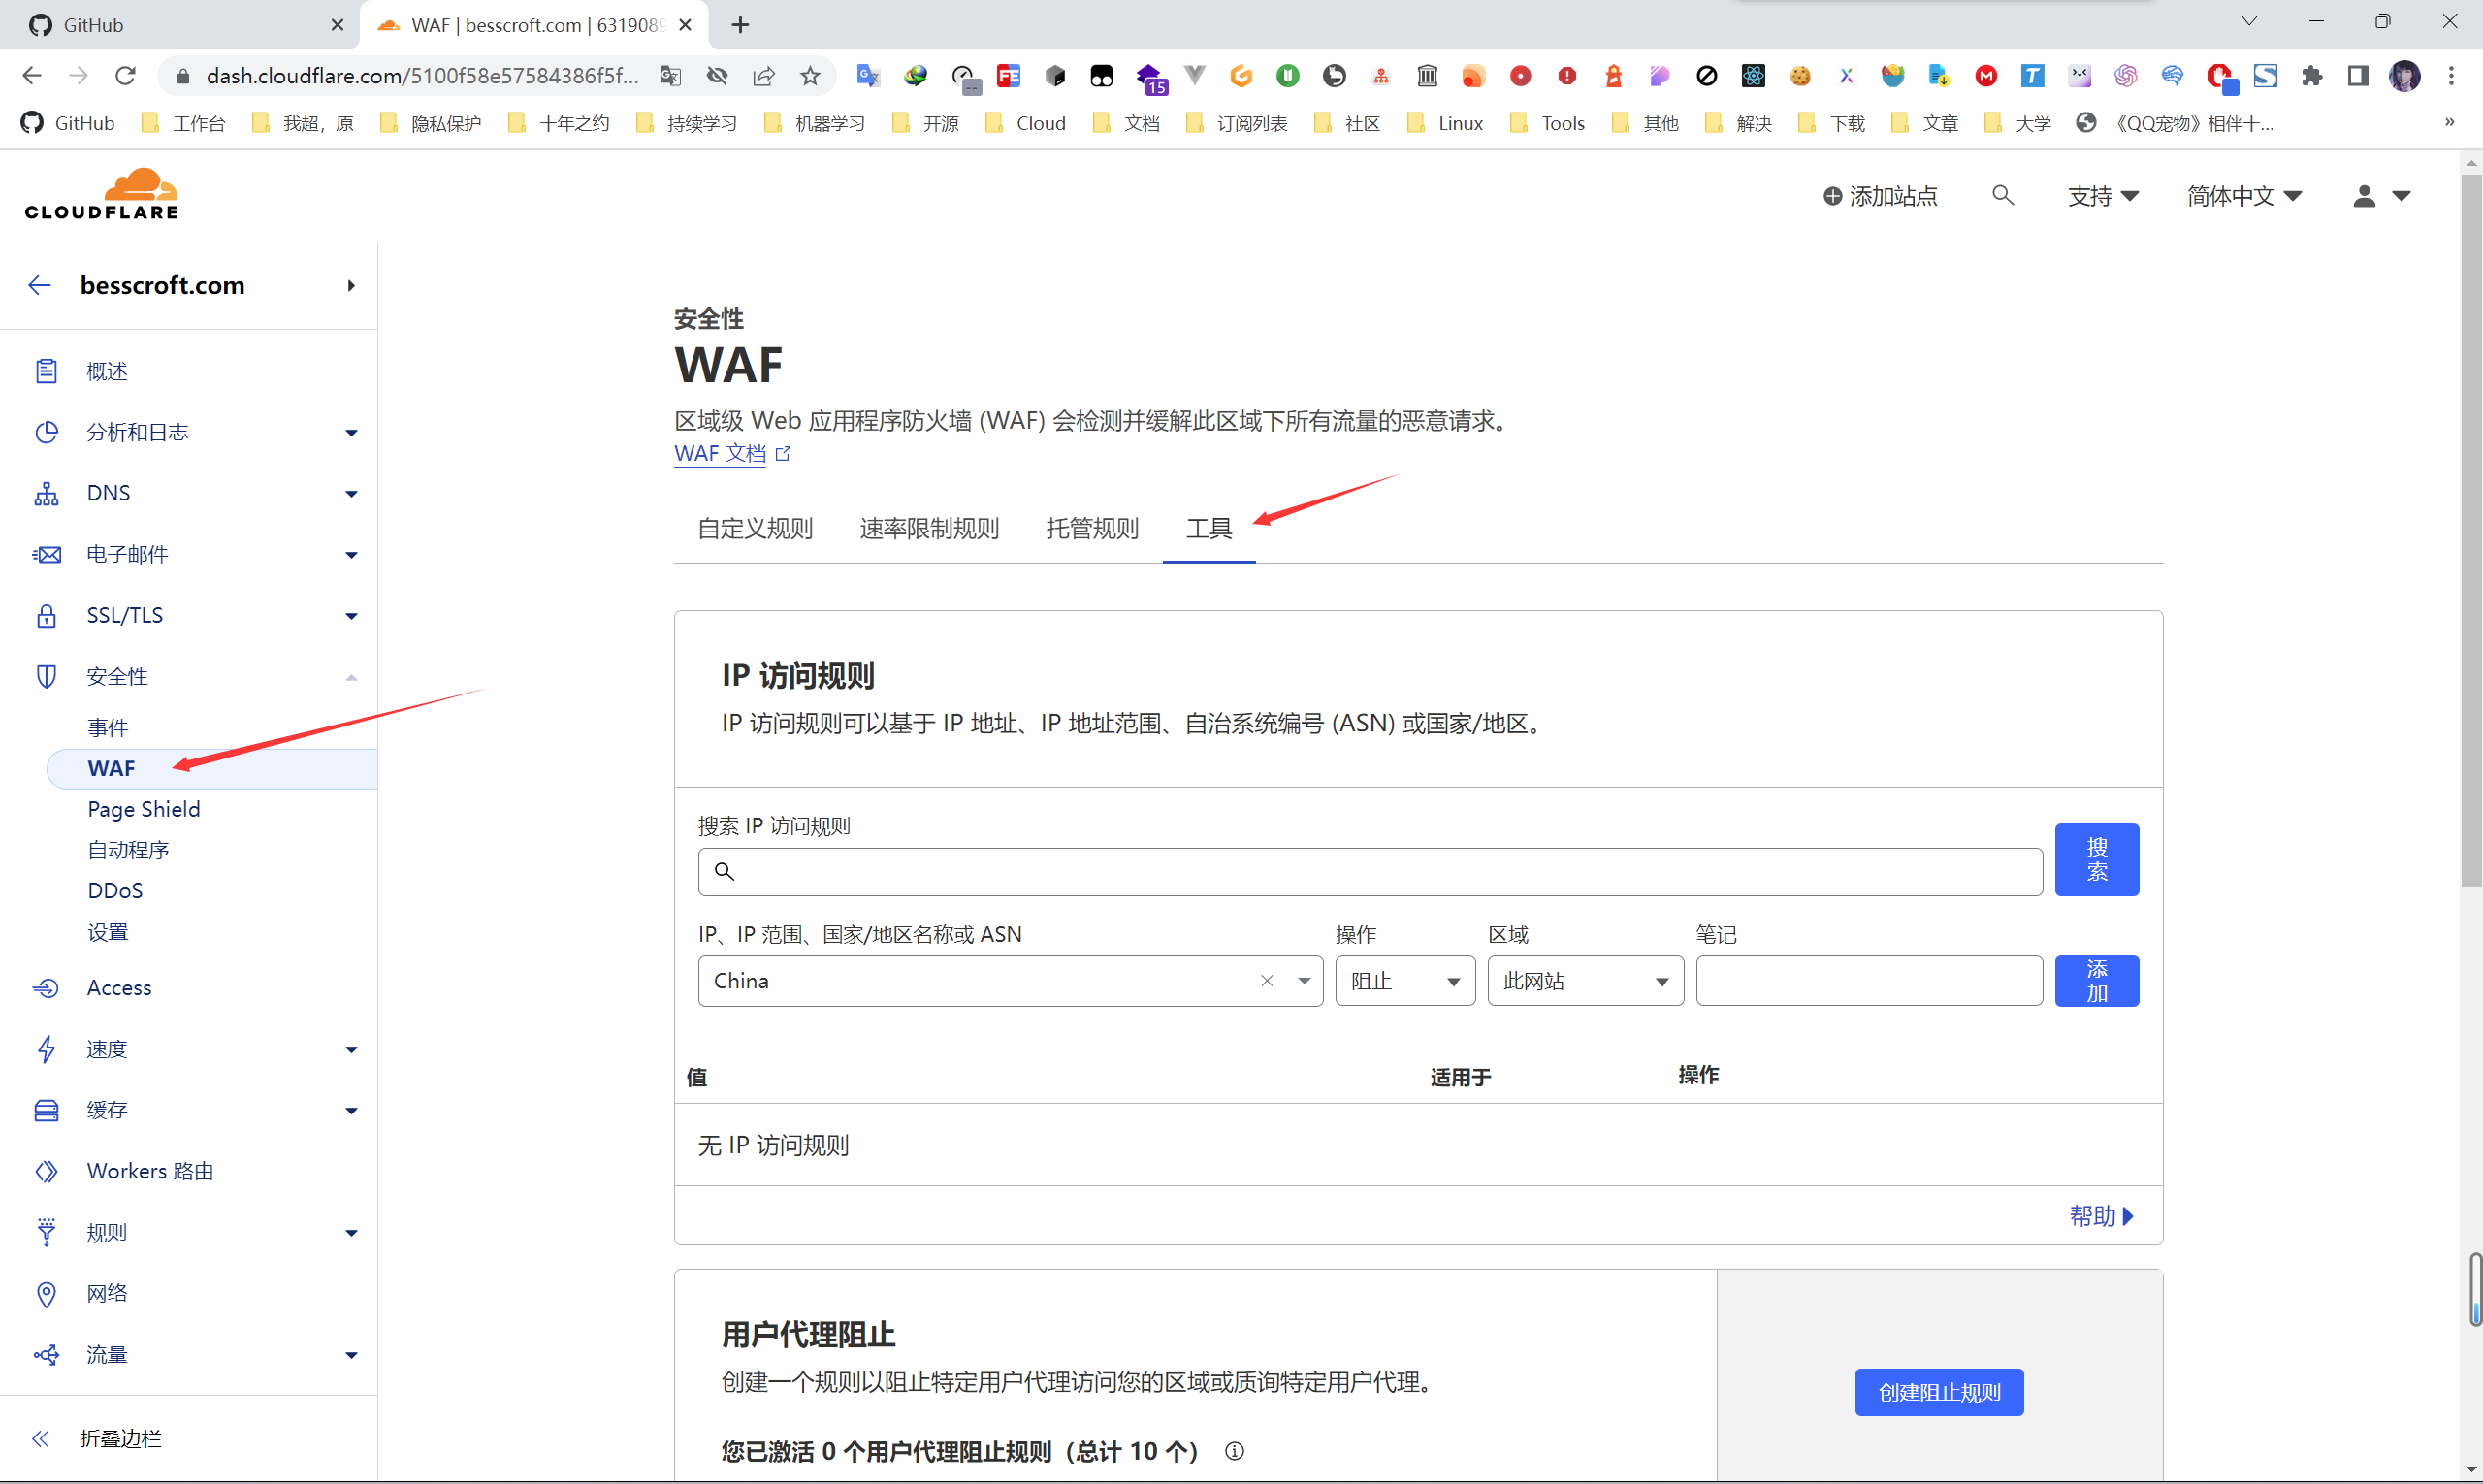 GitHub
WAF | besscroft.com | 6319089
dash.cloudflare.com/5100f58e57584386f5f...
15
GitHub 工作台 我超，原 隐私保护 十年之约 持续学习 机器学习 开源 Cloud 文档 订阅列表 社区 Linux Tools 其他 解决 下载 文章 大学 《QQ宠物》相伴十... »
CLOUDFLARE
添加站点 支持 简体中文
besscroft.com
概述
分析和日志
DNS
电子邮件
SSL/TLS
安全性
事件
WAF
Page Shield
自动程序
DDoS
设置
Access
速度
缓存
Workers 路由
规则
网络
流量
折叠边栏
安全性
WAF
区域级 Web 应用程序防火墙 (WAF) 会检测并缓解此区域下所有流量的恶意请求。
WAF 文档
自定义规则 速率限制规则 托管规则 工具
IP 访问规则
IP 访问规则可以基于 IP 地址、IP 地址范围、自治系统编号 (ASN) 或国家/地区。
搜索 IP 访问规则
搜索
IP、IP 范围、国家/地区名称或 ASN 操作 区域 笔记
China 阻止 此网站 添加
值 适用于 操作
无 IP 访问规则
帮助
用户代理阻止
创建一个规则以阻止特定用户代理访问您的区域或质询特定用户代理。
创建阻止规则
您已激活 0 个用户代理阻止规则（总计 10 个）